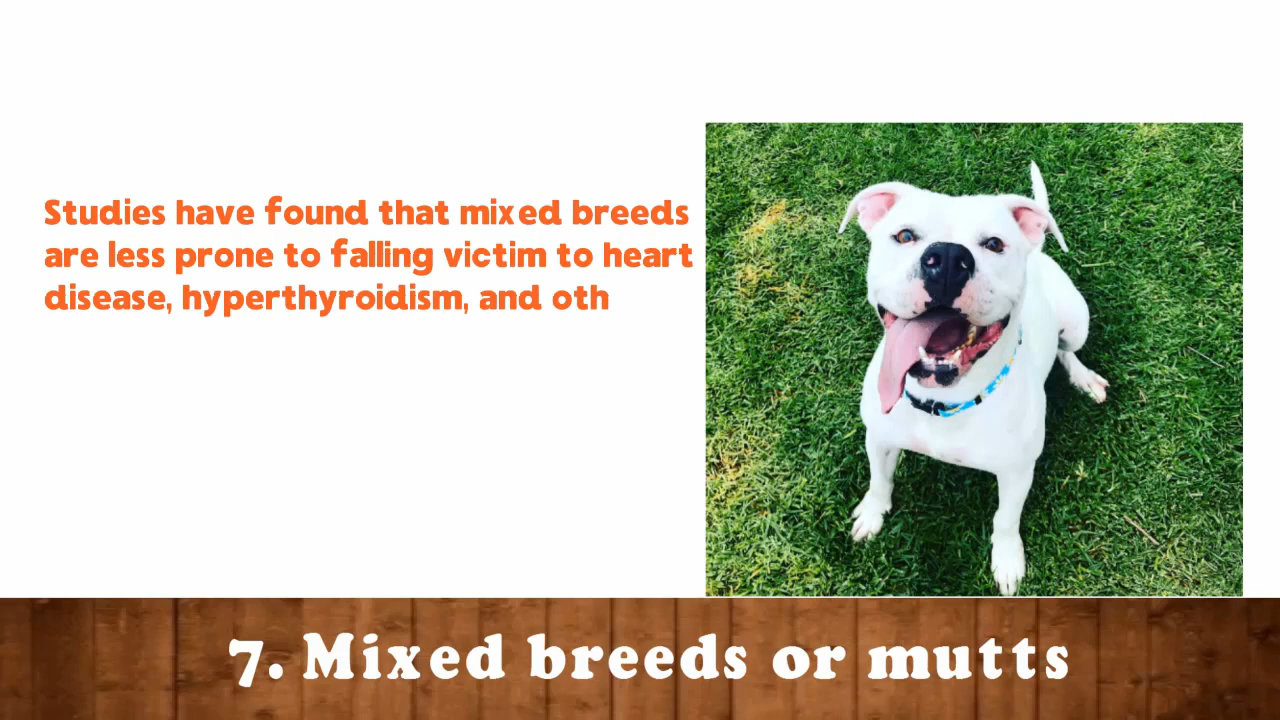 Studies have found that mixed breeds
are less prone to falling victim to heart
disease, hyperthyroidism, and oth
7. Mixed breeds or mutts